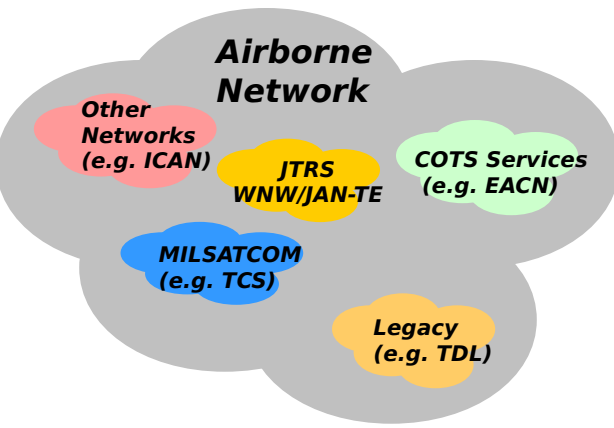 Airborne
Network
Other
Networks
(e.g. ICAN)
JTRS
WNW/JAN-TE
COTS Services
(e.g. EACN)
MILSATCOM
(e.g. TCS)
Legacy
(e.g. TDL)